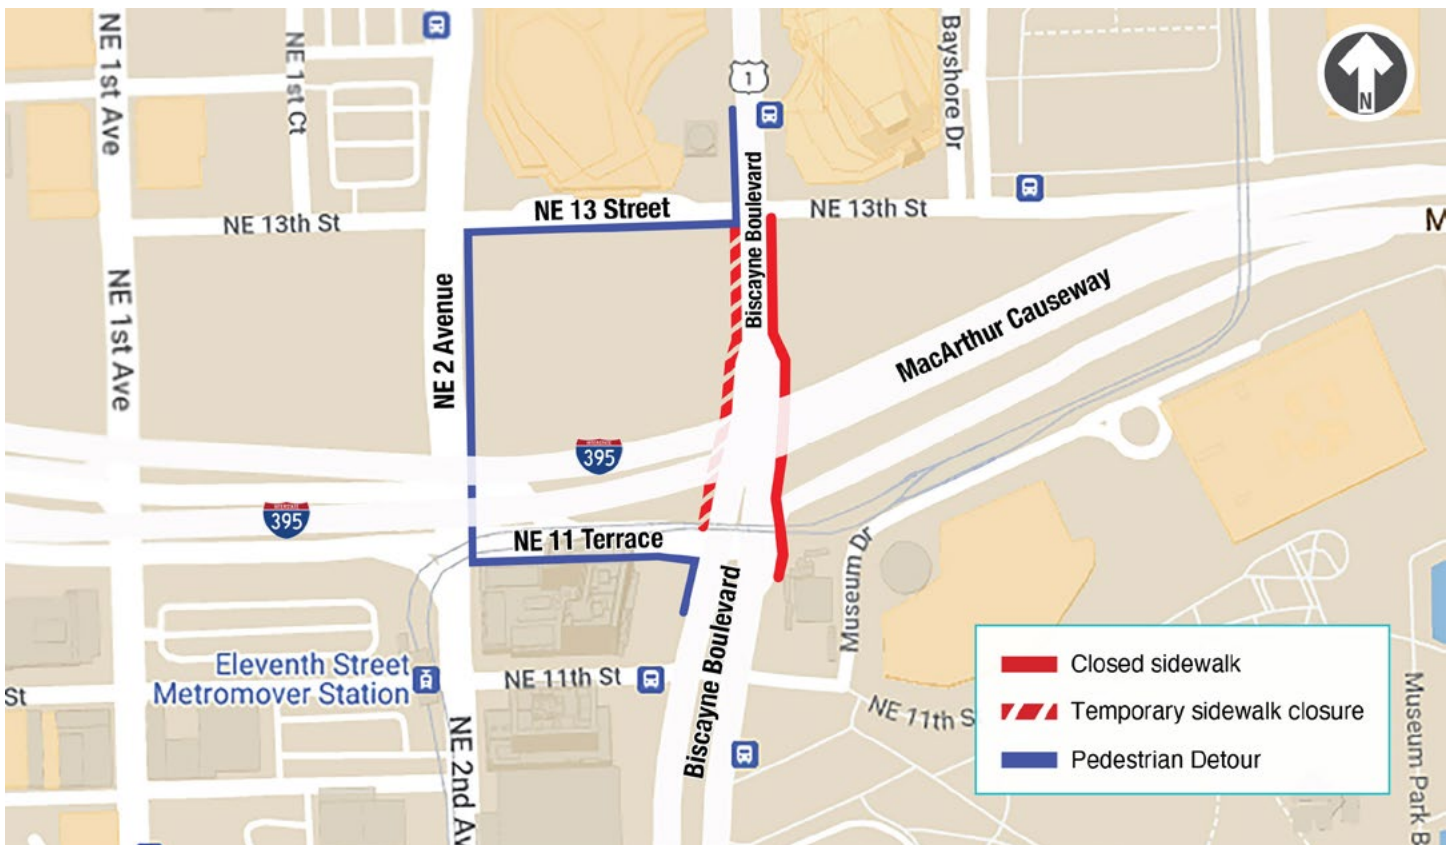 NE 1st Ave
NE 1st Ct
1
Bayshore Dr
N
Biscayne Boulevard
NE 13 Street
NE 13th St
NE 13th St
M
NE 1st Ave
NE 2 Avenue
MacArthur Causeway
395
395
NE 11 Terrace
Museum Dr
Biscayne Boulevard
Eleventh Street
Metromover Station
NE 11th St
St
NE 11th S
NE 2nd Av
Museum Park B
Closed sidewalk
Temporary sidewalk closure
Pedestrian Detour